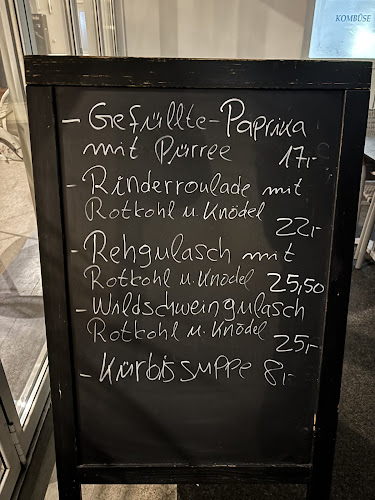 KOMBÜSE
- Gefüllte-Paprika
mit Pürree 17,-
- Rinderroulade mit
Rotkohl u. Knödel
22,-
- Rehgulasch mit
Rotkohl u. Knödel 25,50
- Wildschweingulasch
Rotkohl u. Knödel
25,-
- Kürbissuppe 8,-